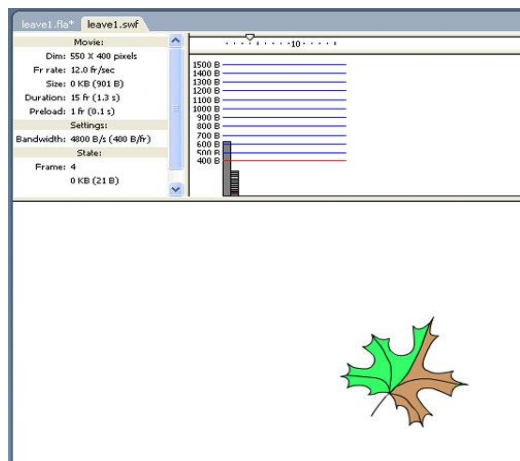 leave1.fla* leave1.swf
Movie:
Dim: 550 X 400 pixels
Fr rate: 12.0 fr/sec
Size: 0 KB (901 B)
Duration: 15 fr (1.3 s)
Preload: 1 fr (0.1 s)
Settings:
Bandwidth: 4800 B/s (400 B/fr)
State:
Frame: 4
0 KB (21 B)
10
1500 B
1400 B
1300 B
1200 B
1100 B
1000 B
900 B
800 B
700 B
600 B
500 B
400 B